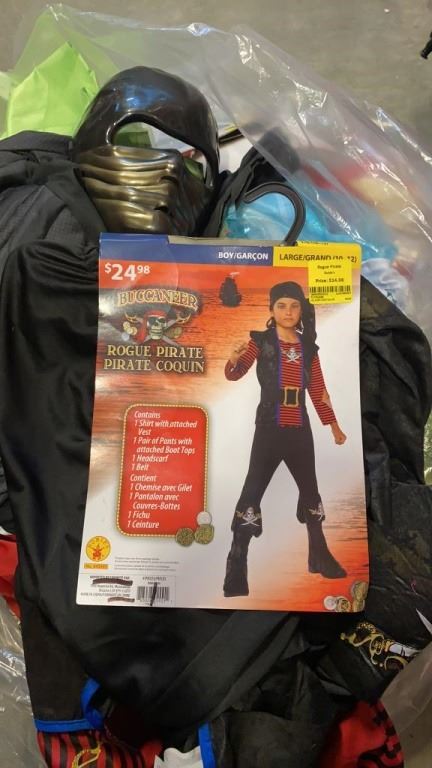 BOY/GARÇON
LARGE/GRAND (10-12)
$24.98
Rogue Pirate
Price: $24.98
BUCCANEER
ROGUE PIRATE
PIRATE COQUIN
Contains
1 Shirt with attached
Vest
1 Pair of Pants with
attached Boot Tops
1 Headscarf
1 Belt
Contient
1 Chemise avec Gilet
1 Pantalon avec
Couvres-Bottes
1 Fichu
1 Ceinture